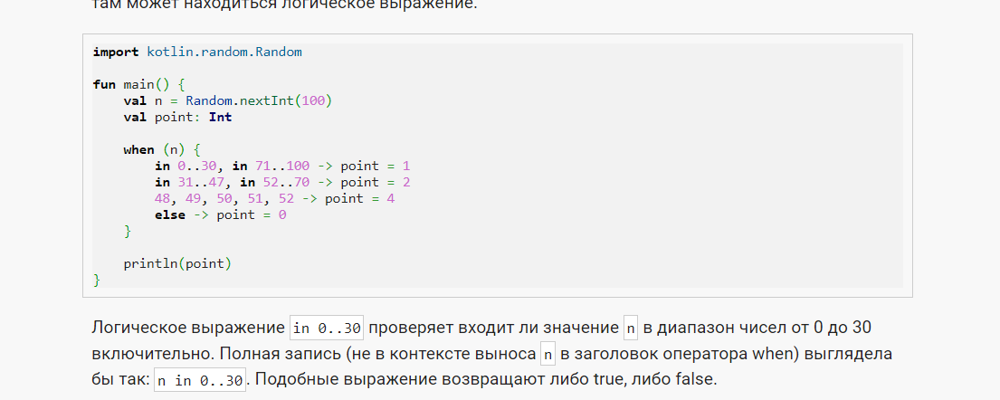 там может находиться логическое выражение.
import kotlin.random.Random
fun main() {
val n = Random.nextInt(100)
val point: Int
when (n) {
in 0..30, in 71..100 -> point = 1
in 31..47, in 52..70 -> point = 2
48, 49, 50, 51, 52 -> point = 4
else -> point = 0
}
println(point)
}
Логическое выражение in 0..30 проверяет входит ли значение n в диапазон чисел от 0 до 30
включительно. Полная запись (не в контексте выноса n в заголовок оператора when) выглядела
бы так: n in 0..30. Подобные выражение возвращают либо true, либо false.